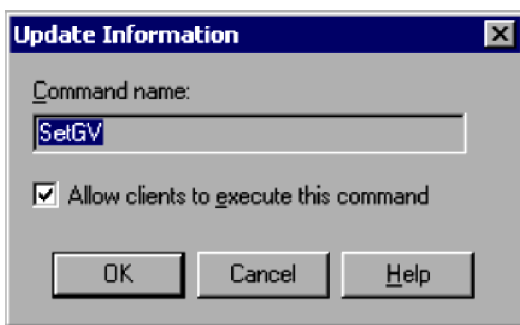 Update Information
Command name:
SetGV
Allow clients to execute this command
OK Cancel Help